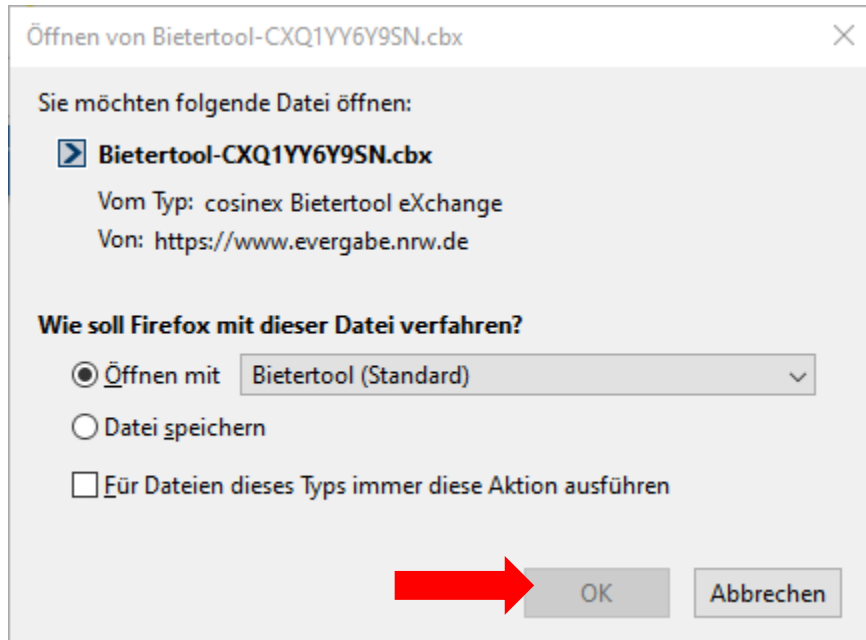 Öffnen von Bietertool-CXQ1YY6Y9SN.cbx
Sie möchten folgende Datei öffnen:
Bietertool-CXQ1YY6Y9SN.cbx
Vom Typ: cosinex Bietertool eXchange
Von: https://www.evergabe.nrw.de
Wie soll Firefox mit dieser Datei verfahren?
Öffnen mit Bietertool (Standard)
Datei speichern
Für Dateien dieses Typs immer diese Aktion ausführen
OK Abbrechen